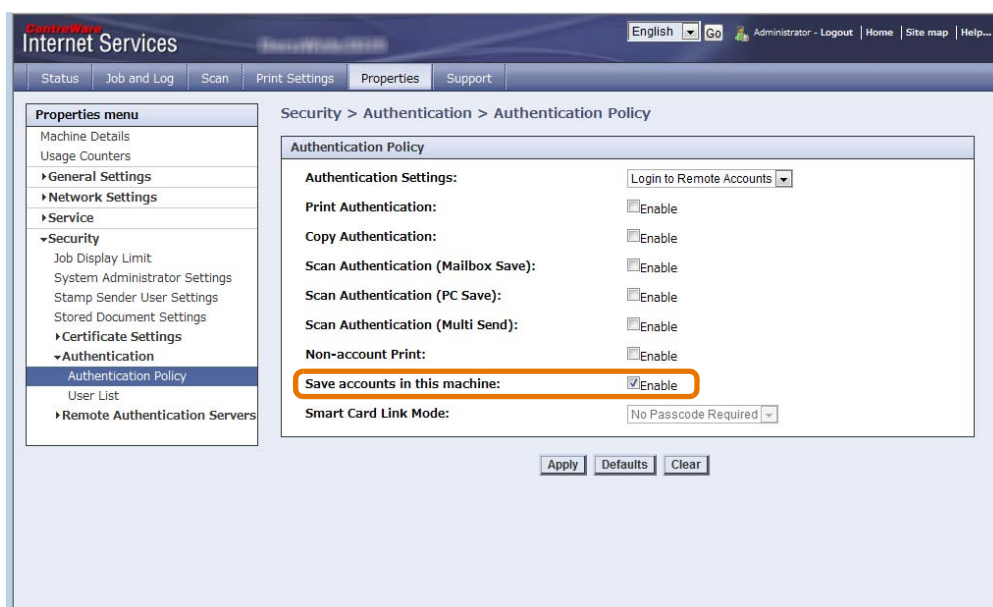 CentreWare
Internet Services
English
Go
Administrator - Logout | Home | Site map | Help...
Status Job and Log Scan Print Settings Properties Support
Properties menu
Machine Details
Usage Counters
General Settings
Network Settings
Service
Security
Job Display Limit
System Administrator Settings
Stamp Sender User Settings
Stored Document Settings
Certificate Settings
Authentication
Authentication Policy
User List
Remote Authentication Servers
Security > Authentication > Authentication Policy
Authentication Policy
Authentication Settings: Login to Remote Accounts
Print Authentication: Enable
Copy Authentication: Enable
Scan Authentication (Mailbox Save): Enable
Scan Authentication (PC Save): Enable
Scan Authentication (Multi Send): Enable
Non-account Print: Enable
Save accounts in this machine: Enable
Smart Card Link Mode: No Passcode Required
Apply Defaults Clear